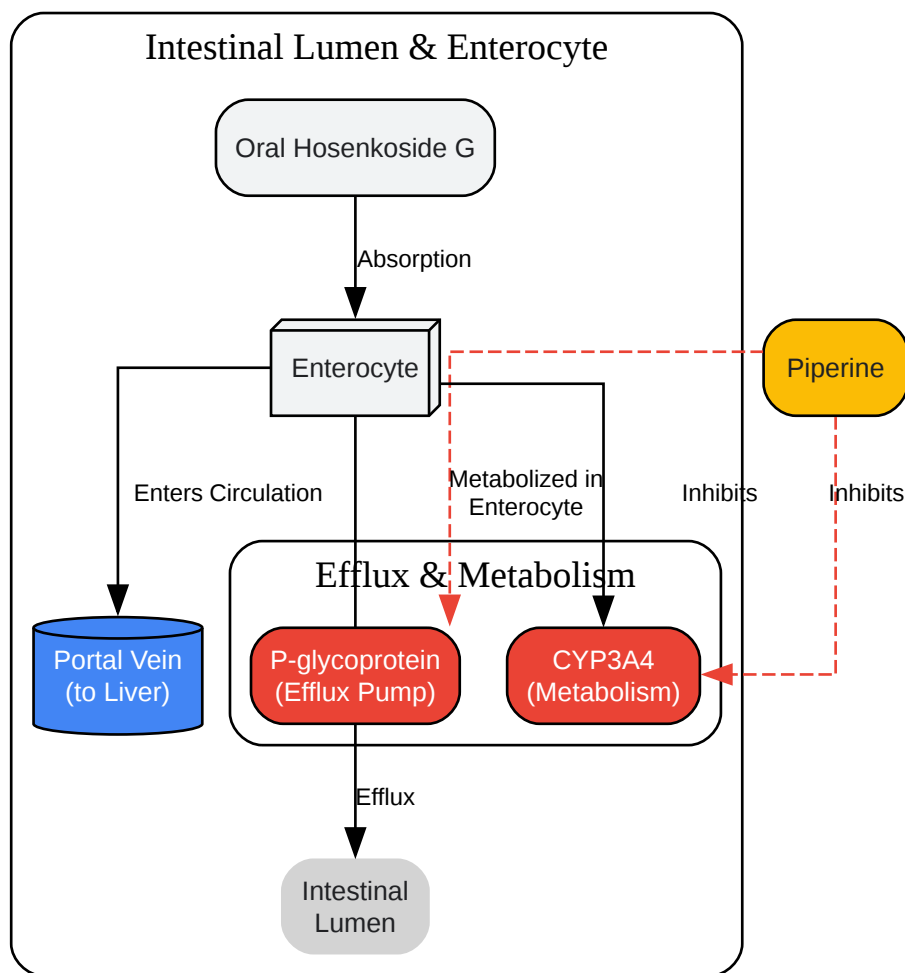 Intestinal Lumen & Enterocyte
Oral Hosenkoside G
Absorption
Enterocyte
Piperine
Enters Circulation
Metabolized in
Enterocyte
Inhibits
Inhibits
Efflux & Metabolism
Portal Vein
(to Liver)
P-glycoprotein
(Efflux Pump)
CYP3A4
(Metabolism)
Efflux
Intestinal
Lumen